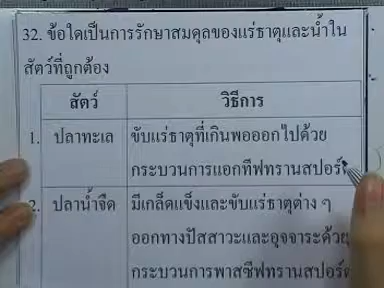 32. ข้อใดเป็นการรักษาสมดุลของแร่ธาตุและน้ำใน
สัตว์ที่ถูกต้อง
สัตว์ วิธีการ
1. ปลาทะเล ขับแร่ธาตุที่เกินพอออกไปด้วย
กระบวนการแอกทีฟทรานสปอร์ต
2. ปลาน้ำจืด มีเกล็ดแข็งและขับแร่ธาตุต่าง ๆ
ออกทางปัสสาวะและอุจจาระด้วย
กระบวนการพาสซีฟทรานสปอร์ต